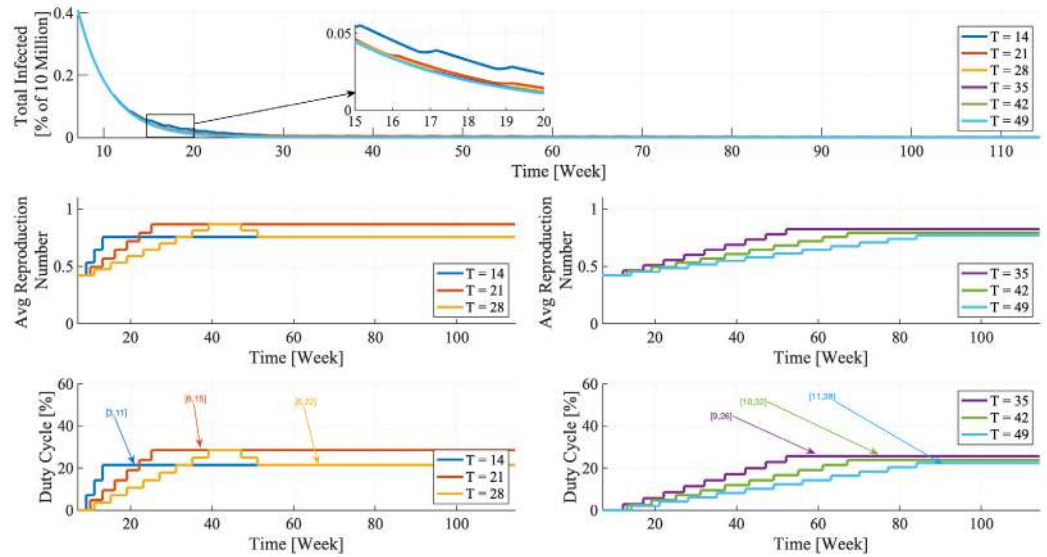 Total Infected
[% of 10 Million]
0.4
0.2
0
0.05
0
15 16 17 18 19 20
T = 14
T = 21
T = 28
T = 35
T = 42
T = 49
10 20 30 40 50 60 70 80 90 100 110
Time [Week]
Avg Reproduction
Number
1
0.5
0
T = 14
T = 21
T = 28
20 40 60 80 100
Time [Week]
Avg Reproduction
Number
1
0.5
0
T = 35
T = 42
T = 49
20 40 60 80 100
Time [Week]
Duty Cycle [%]
60
40
20
0
[3,11]
[6,15]
[6,22]
T = 14
T = 21
T = 28
20 40 60 80 100
Time [Week]
Duty Cycle [%]
60
40
20
0
[9,26]
[10,32]
[11,38]
T = 35
T = 42
T = 49
20 40 60 80 100
Time [Week]